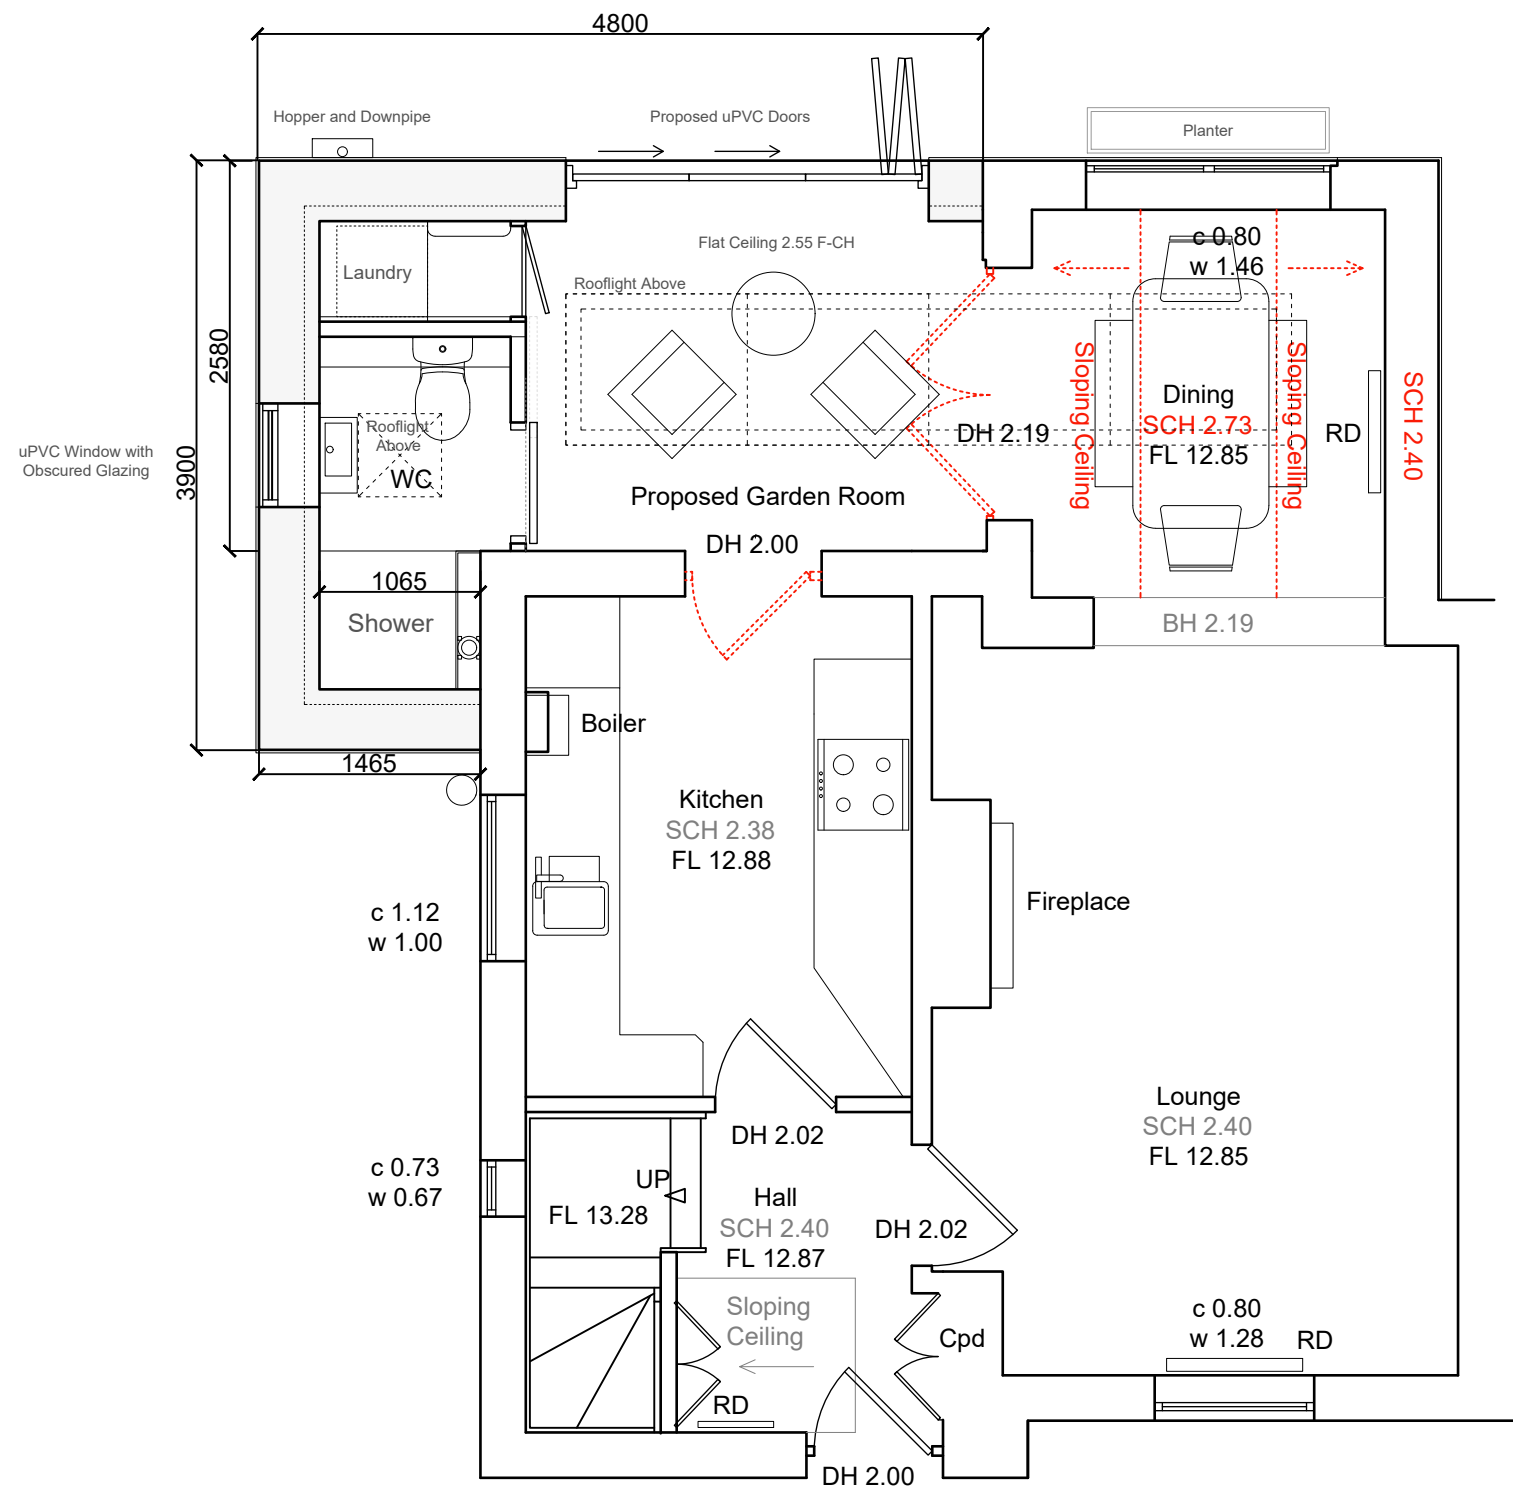 4800
Hopper and Downpipe
Proposed uPVC Doors
Planter
Flat Ceiling 2.55 F-CH
c 0.80
w 1.46
Laundry
Rooflight Above
2580
3900
Sloping Ceiling
Sloping Ceiling
SCH 2.40
Dining
SCH 2.73
FL 12.85
RD
DH 2.19
Rooflight
Above
WC
uPVC Window with
Obscured Glazing
Proposed Garden Room
DH 2.00
1065
Shower
BH 2.19
Boiler
1465
Kitchen
SCH 2.38
FL 12.88
c 1.12
w 1.00
Fireplace
Lounge
SCH 2.40
FL 12.85
DH 2.02
c 0.73
w 0.67
UP
FL 13.28
Hall
SCH 2.40
FL 12.87
DH 2.02
Sloping
Ceiling
Cpd
c 0.80
w 1.28
RD
RD
DH 2.00